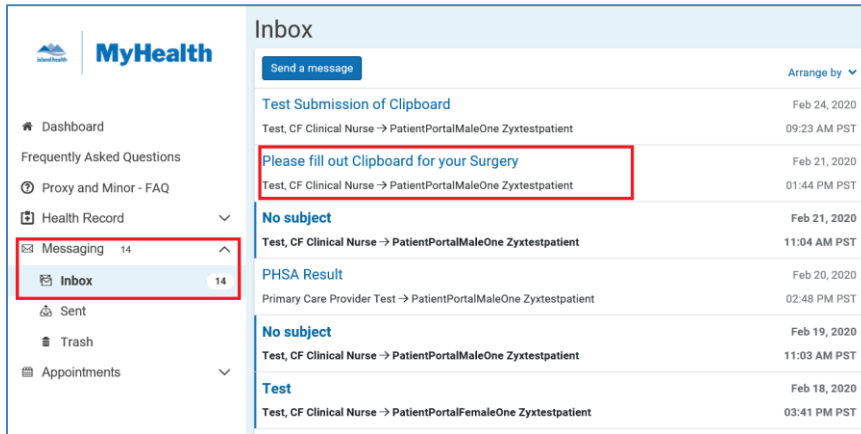 island health
MyHealth
Dashboard
Frequently Asked Questions
Proxy and Minor - FAQ
Health Record
Messaging 14
Inbox 14
Sent
Trash
Appointments
Inbox
Send a message
Arrange by
Test Submission of Clipboard Feb 24, 2020
Test, CF Clinical Nurse → PatientPortalMaleOne Zyxtestpatient 09:23 AM PST
Please fill out Clipboard for your Surgery Feb 21, 2020
Test, CF Clinical Nurse → PatientPortalMaleOne Zyxtestpatient 01:44 PM PST
No subject Feb 21, 2020
Test, CF Clinical Nurse → PatientPortalMaleOne Zyxtestpatient 11:04 AM PST
PHSA Result Feb 20, 2020
Primary Care Provider Test → PatientPortalMaleOne Zyxtestpatient 02:48 PM PST
No subject Feb 19, 2020
Test, CF Clinical Nurse → PatientPortalMaleOne Zyxtestpatient 11:03 AM PST
Test Feb 18, 2020
Test, CF Clinical Nurse → PatientPortalFemaleOne Zyxtestpatient 03:41 PM PST